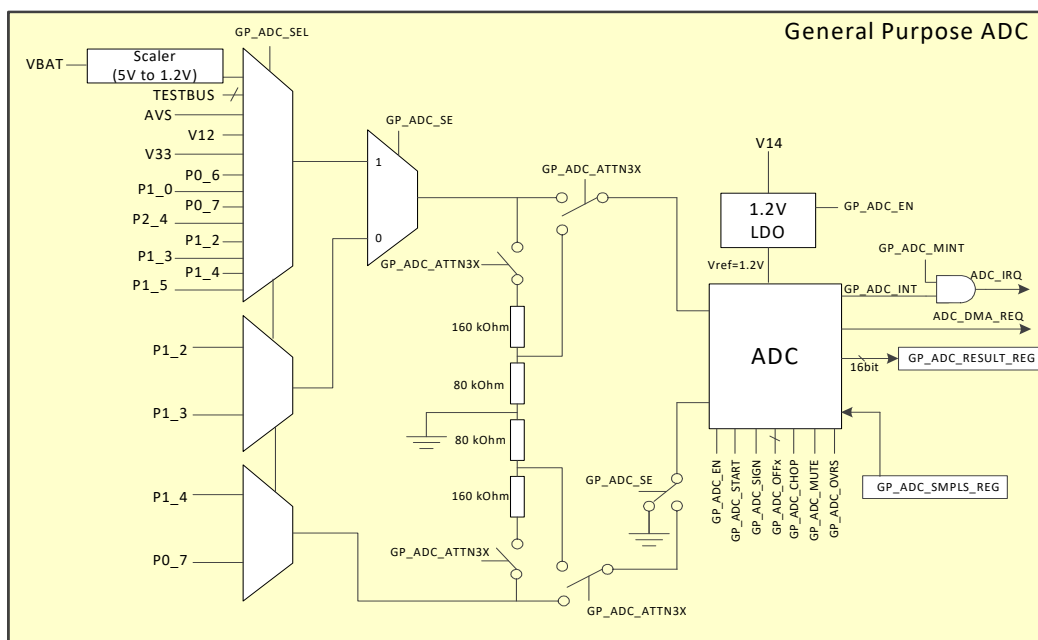 General Purpose ADC
GP_ADC_SEL
VBAT
Scaler
(5V to 1.2V)
TESTBUS
AVS
V12
V33
P0_6
P1_0
P0_7
P2_4
P1_2
P1_3
P1_4
P1_5
GP_ADC_SE
1
0
GP_ADC_ATTN3X
GP_ADC_ATTN3X
160 kOhm
80 kOhm
80 kOhm
160 kOhm
P1_2
P1_3
P1_4
P0_7
GP_ADC_ATTN3X
GP_ADC_ATTN3X
GP_ADC_SE
V14
1.2V
LDO
GP_ADC_EN
Vref=1.2V
GP_ADC_MINT
GP_ADC_INT
ADC_IRQ
ADC_DMA_REQ
ADC
16bit
GP_ADC_RESULT_REG
GP_ADC_EN
GP_ADC_START
GP_ADC_SIGN
GP_ADC_OFFx
GP_ADC_CHOP
GP_ADC_MUTE
GP_ADC_OVRS
GP_ADC_SMPLS_REG